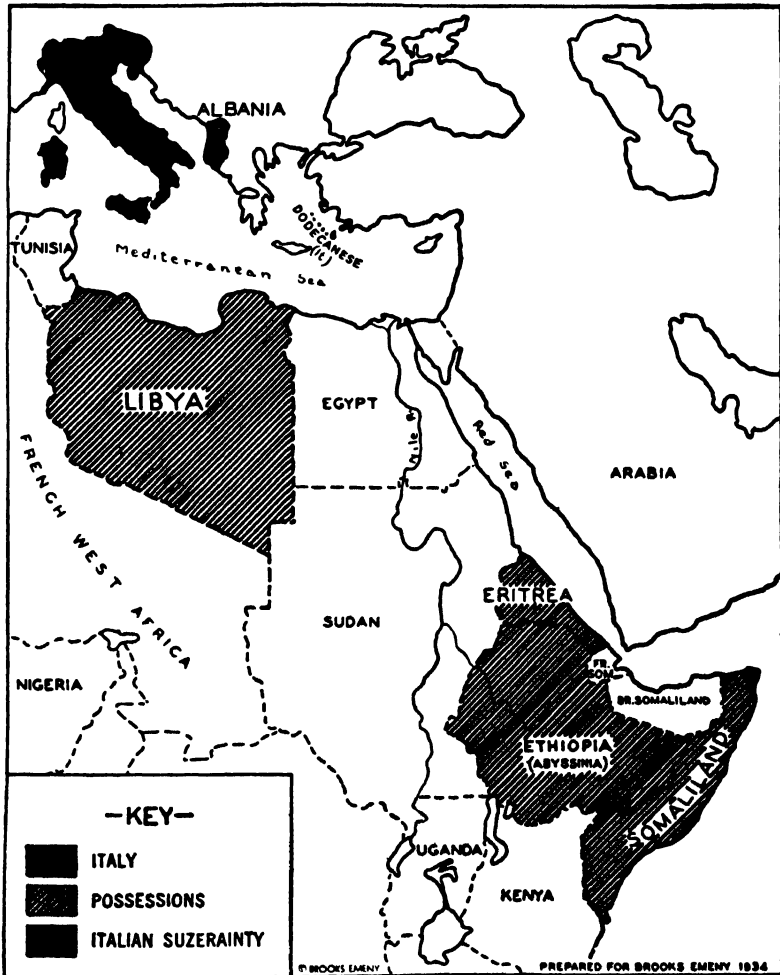 ALBANIA
TUNISIA
Mediterranean Sea
DODECANESE
(it)
LIBYA
EGYPT
Nile R.
Red Sea
ARABIA
FRENCH WEST AFRICA
ERITREA
SUDAN
FR.
SOM.
NIGERIA
BR. SOMALILAND
ETHIOPIA
(ABYSSINIA)
SOMALILAND
—KEY—
ITALY
POSSESSIONS
ITALIAN SUZERAINTY
UGANDA
KENYA
© BROOKS EMENY
PREPARED FOR BROOKS EMENY 1934